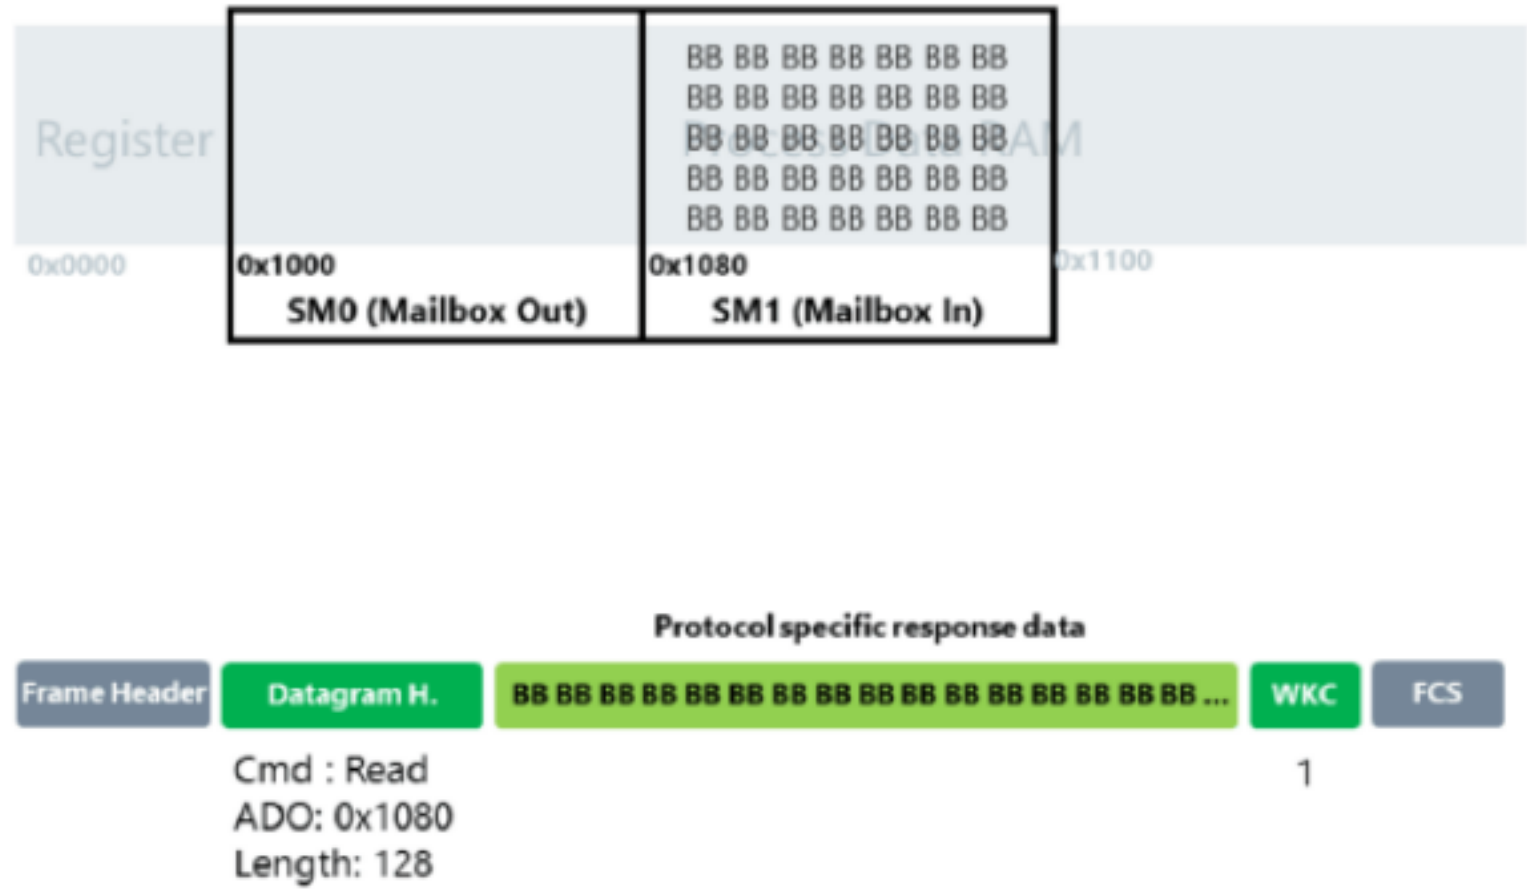 BB BB BB BB BB BB BB
BB BB BB BB BB BB BB
Register
Process Data RAM
BB BB BB BB BB BB BB
BB BB BB BB BB BB BB
BB BB BB BB BB BB BB
0x0000
0x1000
0x1080
0x1100
SM0 (Mailbox Out)
SM1 (Mailbox In)
Protocol specific response data
Frame Header
Datagram H.
BB BB BB BB BB BB BB BB BB BB BB BB BB BB BB BB ...
WKC
FCS
Cmd : Read
1
ADO: 0x1080
Length: 128